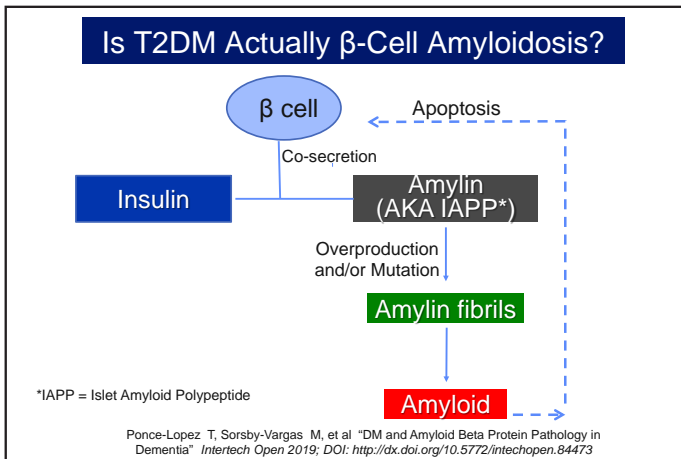 Is T2DM Actually β-Cell Amyloidosis?
β cell
Apoptosis
Co-secretion
Insulin
Amylin
(AKA IAPP*)
Overproduction
and/or Mutation
Amylin fibrils
*IAPP = Islet Amyloid Polypeptide
Amyloid
Ponce-Lopez T, Sorsby-Vargas M, et al “DM and Amyloid Beta Protein Pathology in
Dementia” Intertech Open 2019; DOI: http://dx.doi.org/10.5772/intechopen.84473